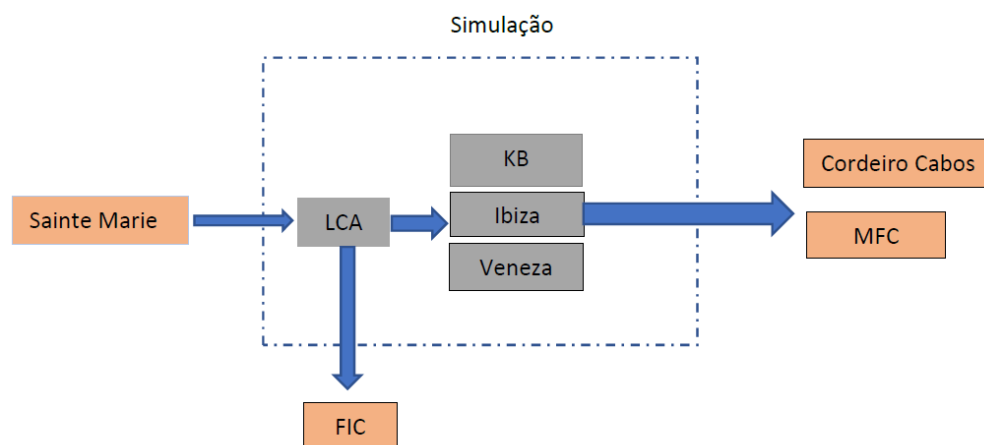 Simulação
KB
Cordeiro Cabos
Sainte Marie
LCA
Ibiza
MFC
Veneza
FIC